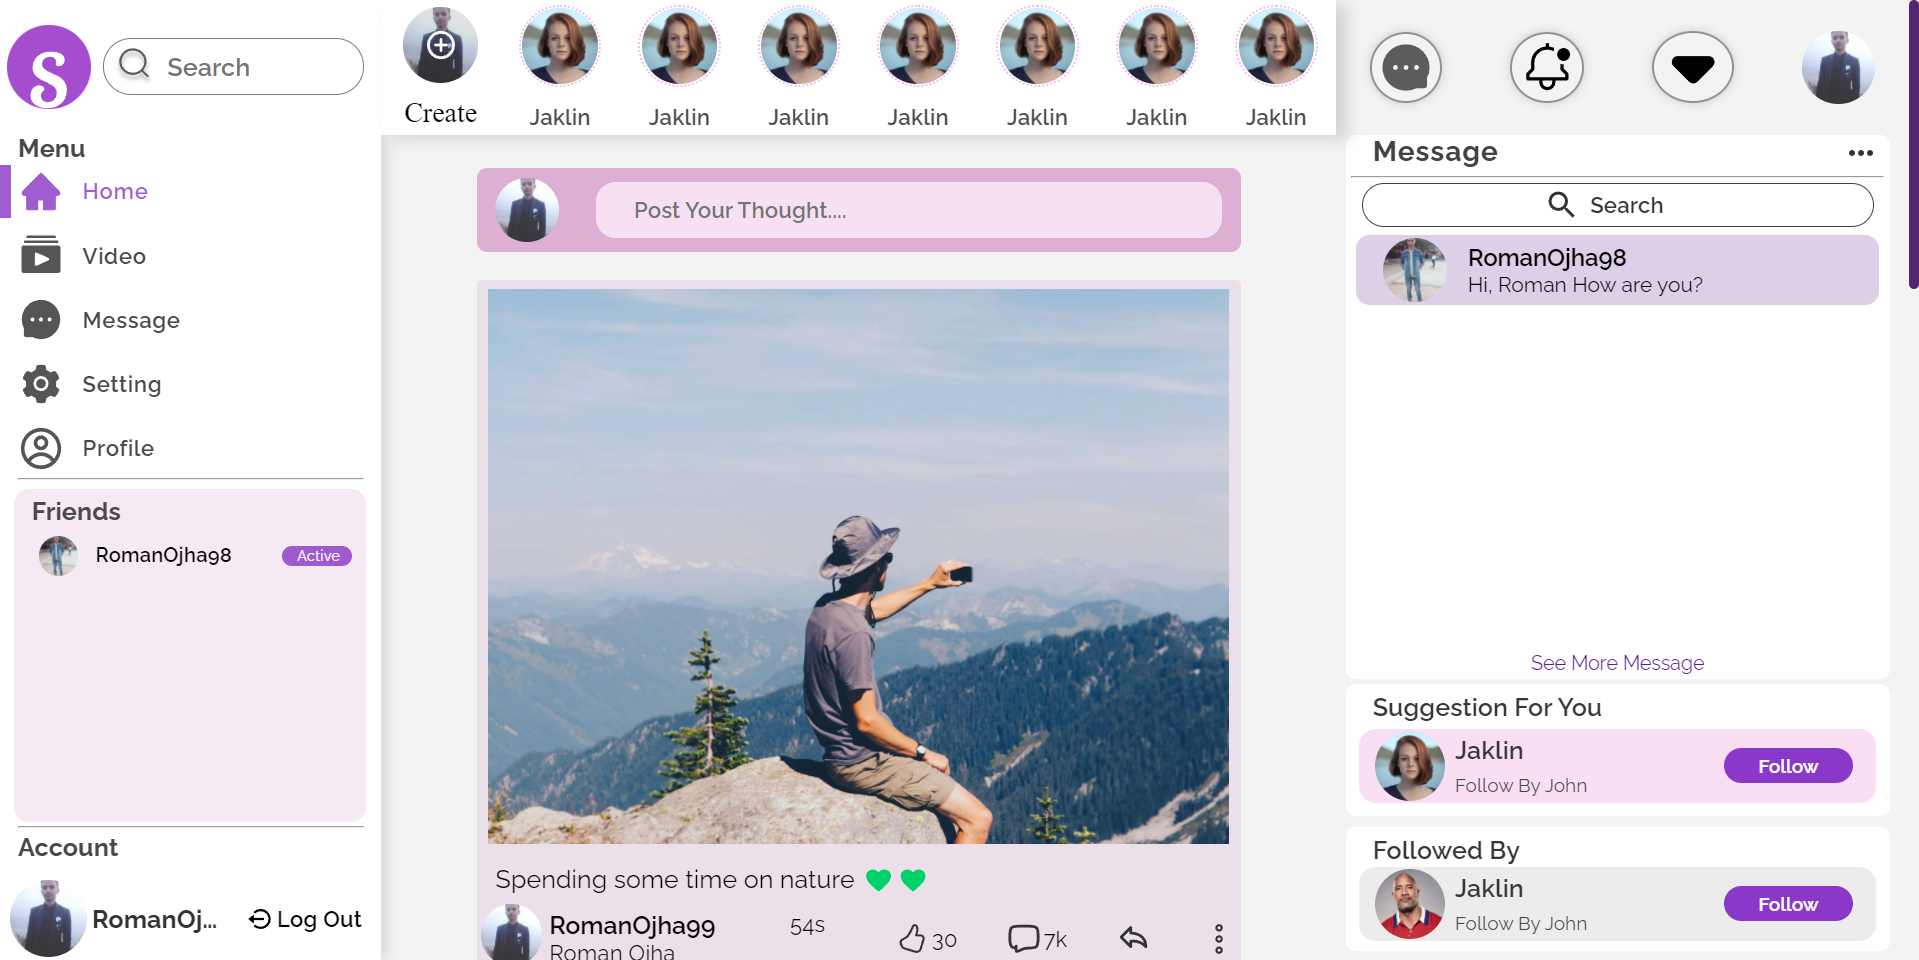 S
Search
Menu
Home
Video
Message
Setting
Profile
Friends
RomanOjha98
Active
Account
RomanOj...
Log Out
Create
Jaklin
Jaklin
Jaklin
Jaklin
Jaklin
Jaklin
Jaklin
Post Your Thought....
Spending some time on nature 💚 💚
RomanOjha99
Roman Ojha
54s
30
7k
Message
Search
RomanOjha98
Hi, Roman How are you?
See More Message
Suggestion For You
Jaklin
Follow By John
Follow
Followed By
Jaklin
Follow By John
Follow